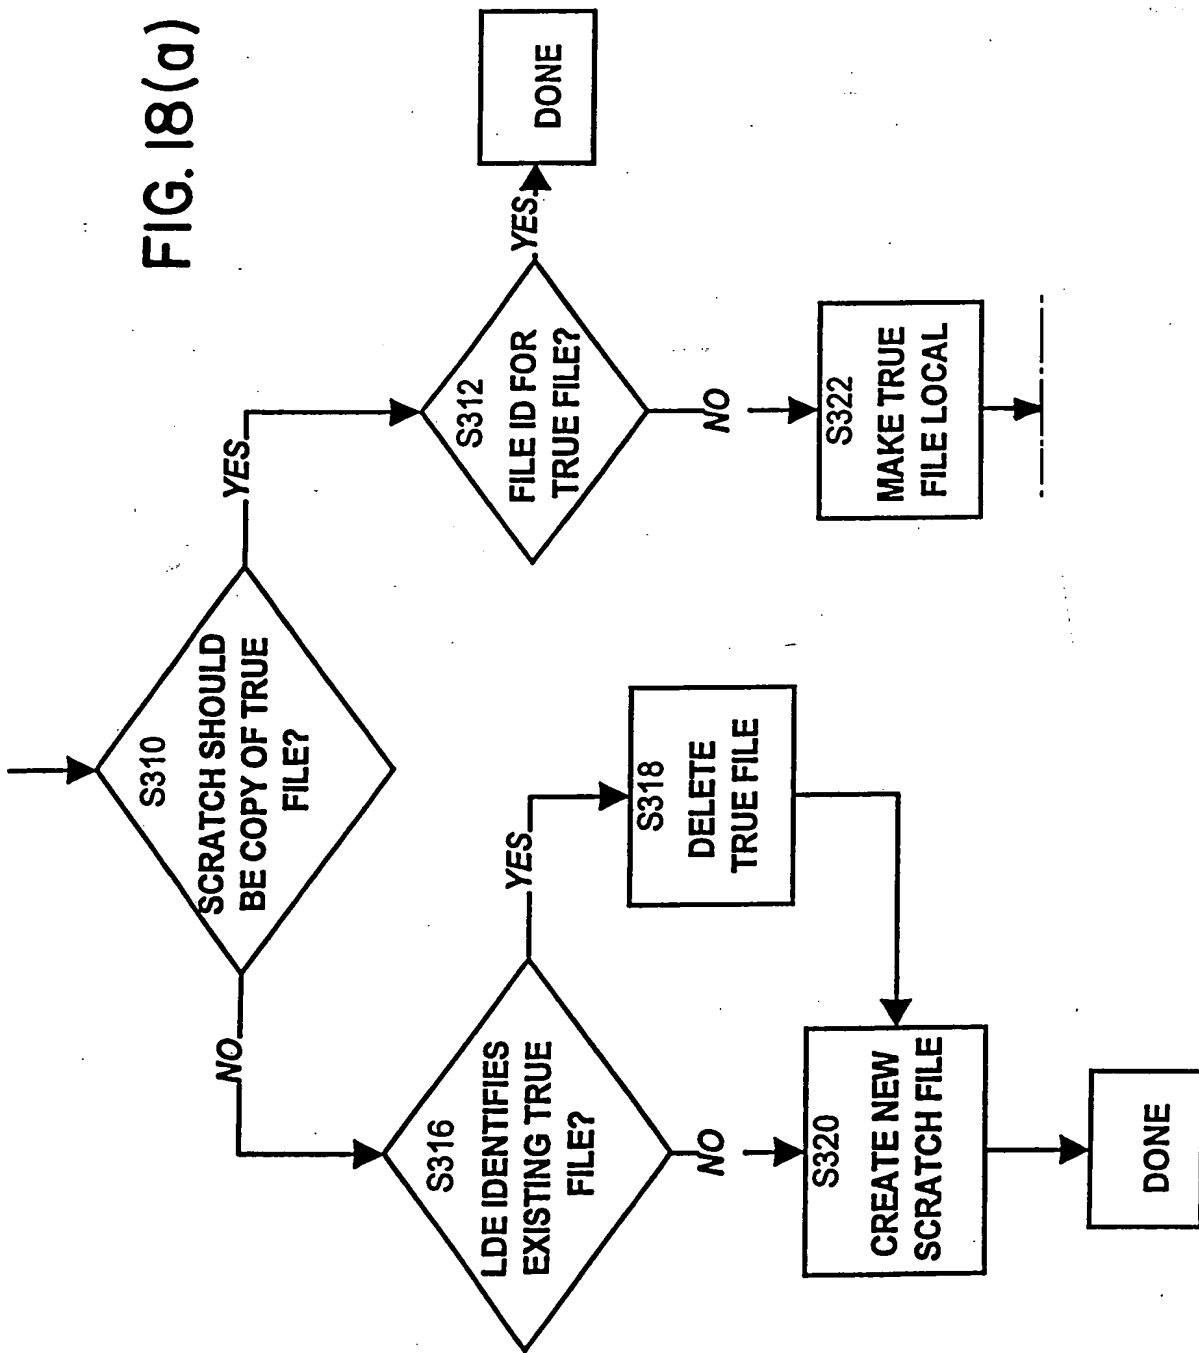 FIG. 18(a)
S310
SCRATCH SHOULD
BE COPY OF TRUE
FILE?
NO
YES
S316
LDE IDENTIFIES
EXISTING TRUE
FILE?
YES
NO
S318
DELETE
TRUE FILE
S320
CREATE NEW
SCRATCH FILE
DONE
S312
FILE ID FOR
TRUE FILE?
YES
DONE
NO
S322
MAKE TRUE
FILE LOCAL